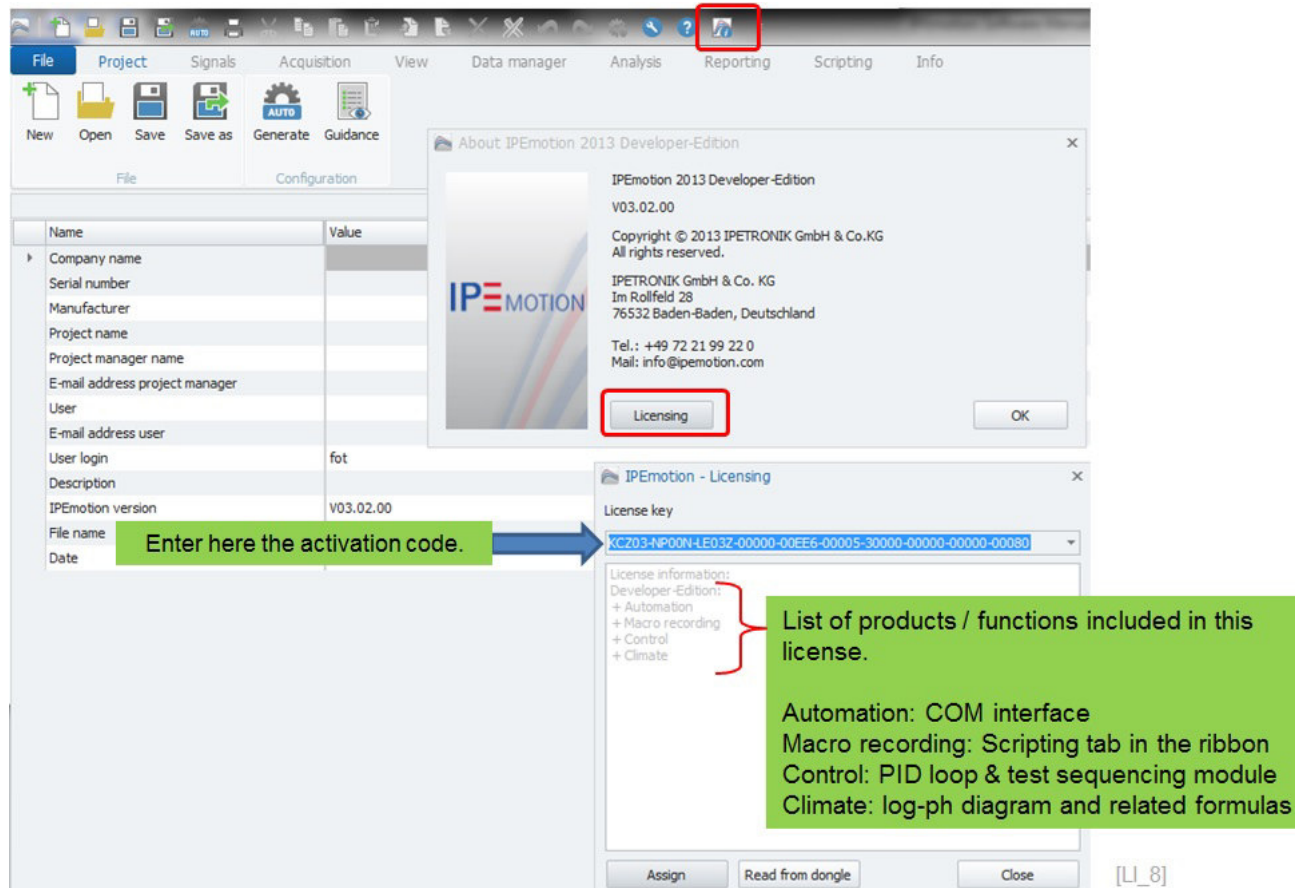 AUTO
File Project Signals Acquisition View Data manager Analysis Reporting Scripting Info
AUTO
New Open Save Save as Generate Guidance
File Configuration
About IPEmotion 2013 Developer-Edition
IPEmotion 2013 Developer-Edition
V03.02.00
Copyright © 2013 IPETRONIK GmbH & Co.KG
All rights reserved.
IPETRONIK GmbH & Co. KG
Im Rollfeld 28
76532 Baden-Baden, Deutschland
Tel.: +49 72 21 99 22 0
Mail: info@ipemotion.com
IPEMOTION
Licensing OK
Name Value
Company name
Serial number
Manufacturer
Project name
Project manager name
E-mail address project manager
User
E-mail address user
User login fot
Description
IPEmotion version V03.02.00
File name
Date
Enter here the activation code.
IPEmotion - Licensing
License key
KCZ03-NP00N-LE03Z-00000-00EE6-00005-30000-00000-00000-00080
License information:
Developer-Edition:
+ Automation
+ Macro recording
+ Control
+ Climate
List of products / functions included in this
license.
Automation: COM interface
Macro recording: Scripting tab in the ribbon
Control: PID loop & test sequencing module
Climate: log-ph diagram and related formulas
Assign Read from dongle Close
[LI_8]